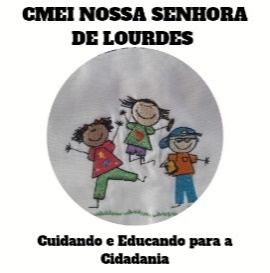 CMEI NOSSA SENHORA
DE LOURDES
Cuidando e Educando para a
Cidadania